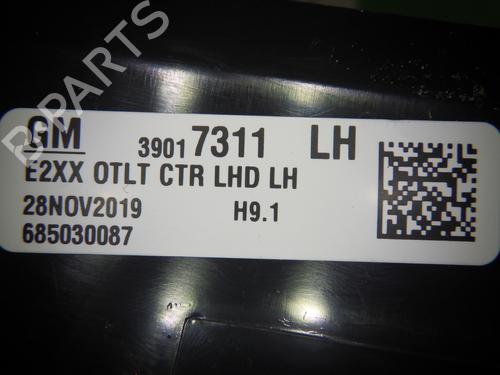 B-PARTS
GM 39017311 LH
E2XX OTLT CTR LHD LH
28NOV2019 H9.1
685030087